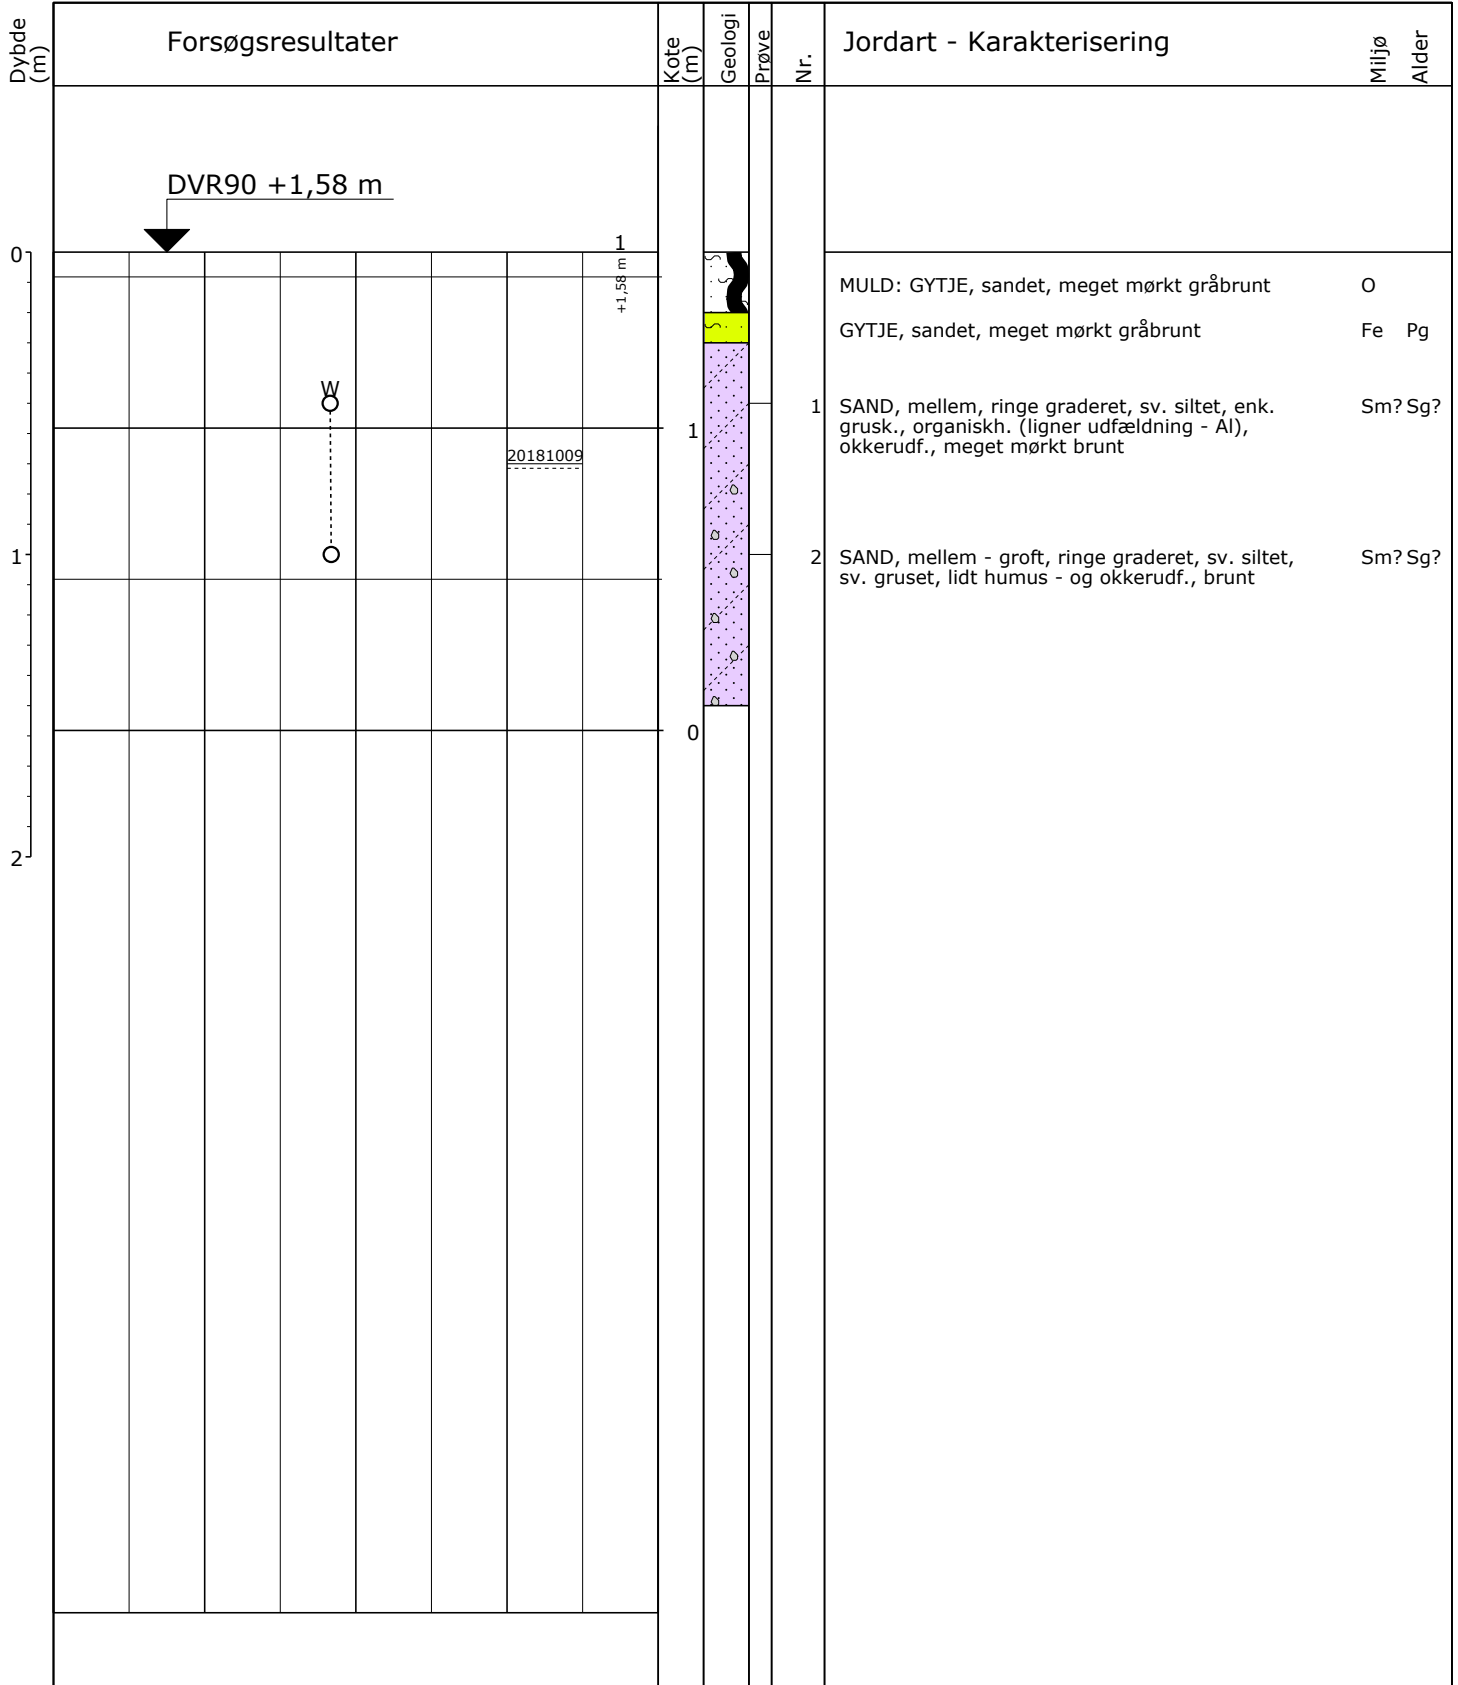 Dybde
(m)
Forsøgsresultater
Kote
(m)
Geologi
Prøve
Nr.
Jordart - Karakterisering
Miljø
Alder
DVR90 +1,58 m
0
1
+1,58 m
MULD: GYTJE, sandet, meget mørkt gråbrunt O
GYTJE, sandet, meget mørkt gråbrunt Fe Pg
W
1 SAND, mellem, ringe graderet, sv. siltet, enk. Sm? Sg?
grusk., organiskh. (ligner udfældning - Al),
okkerudf., meget mørkt brunt
1
20181009
1
2 SAND, mellem - groft, ringe graderet, sv. siltet, Sm? Sg?
sv. gruset, lidt humus - og okkerudf., brunt
0
2